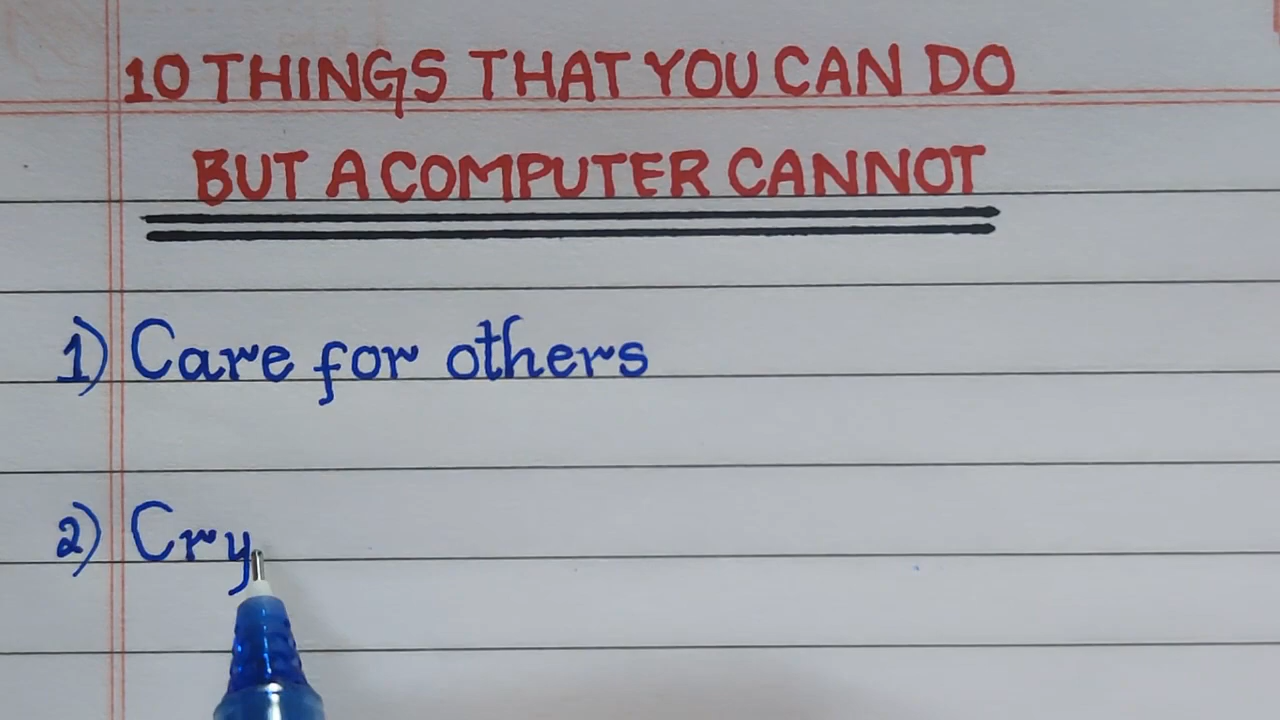 10 THINGS THAT YOU CAN DO
BUT A COMPUTER CANNOT
1) Care for others
2) Cry